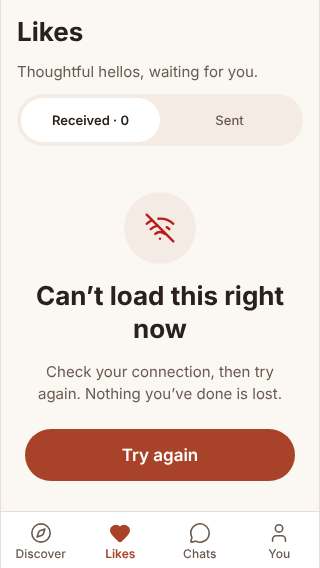 Likes
Thoughtful hellos, waiting for you.
Received · 0
Sent
Can’t load this right
now
Check your connection, then try
again. Nothing you’ve done is lost.
Try again
Discover
Likes
Chats
You